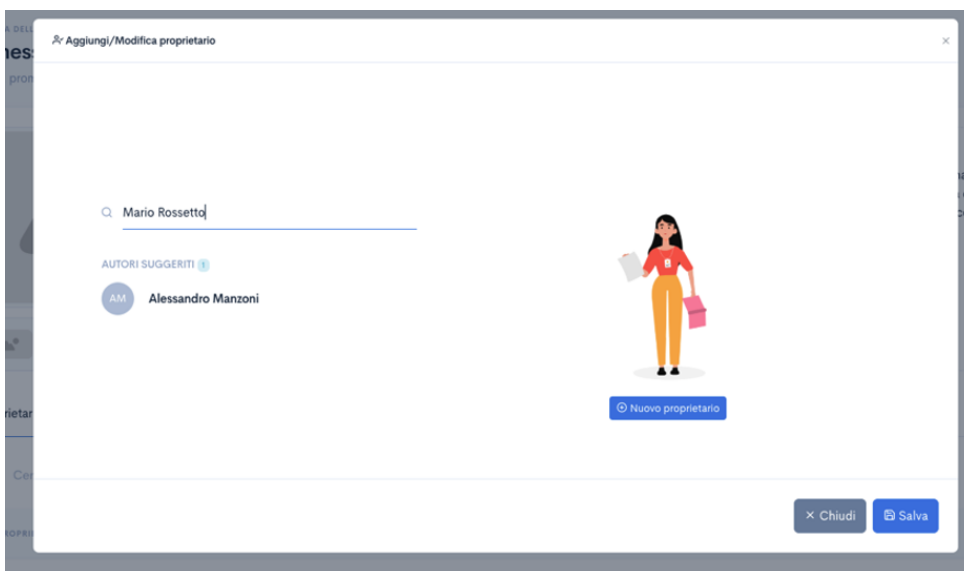 Aggiungi/Modifica proprietario
Mario Rossetto
AUTORI SUGGERITI 1
AM Alessandro Manzoni
Nuovo proprietario
Chiudi
Salva